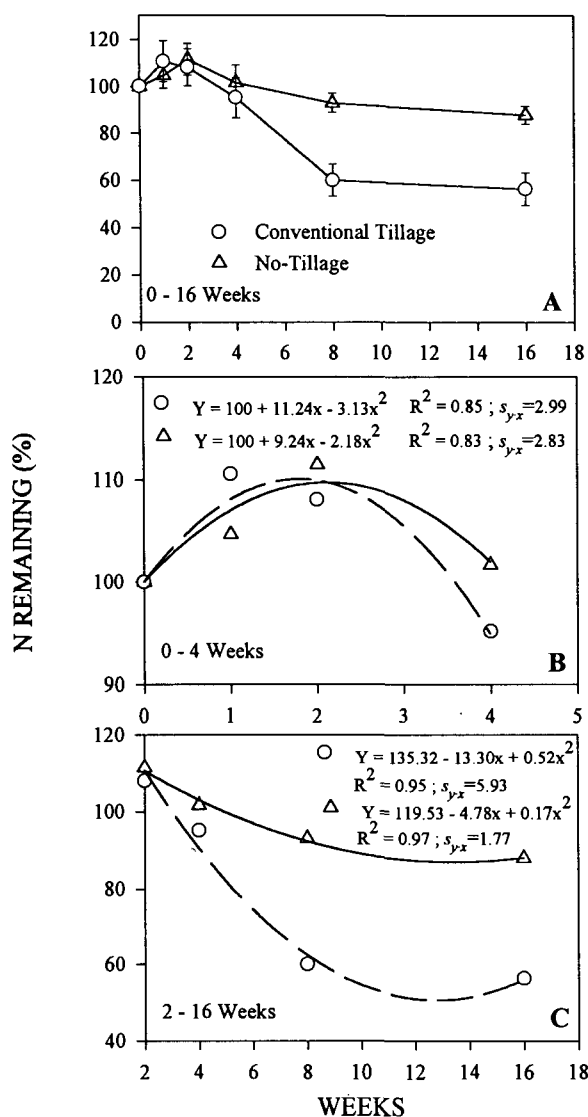 N REMAINING (%)
120
100
80
60
40
20
0
Conventional Tillage
No-Tillage
0 - 16 Weeks
A
0 2 4 6 8 10 12 14 16 18
120
110
100
90
Y = 100 + 11.24x - 3.13x² R² = 0.85 ; s_y·x=2.99
Y = 100 + 9.24x - 2.18x² R² = 0.83 ; s_y·x=2.83
0 - 4 Weeks
B
0 1 2 3 4 5
120
100
80
60
40
Y = 135.32 - 13.30x + 0.52x²
R² = 0.95 ; s_y·x=5.93
Y = 119.53 - 4.78x + 0.17x²
R² = 0.97 ; s_y·x=1.77
2 - 16 Weeks
C
2 4 6 8 10 12 14 16 18
WEEKS